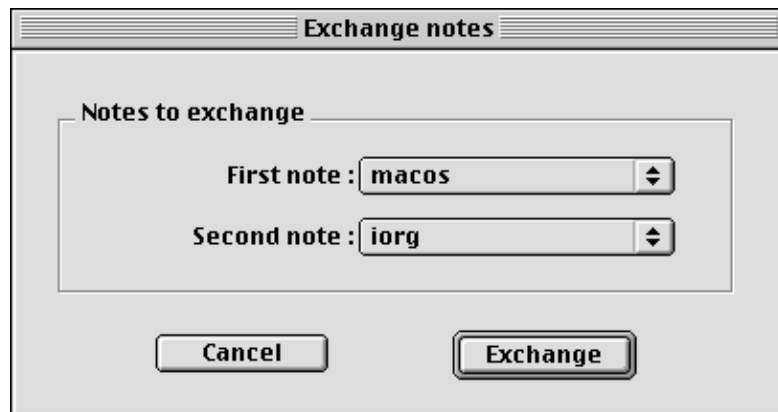 Exchange notes
Notes to exchange
First note : macos
Second note : iorg
Cancel Exchange